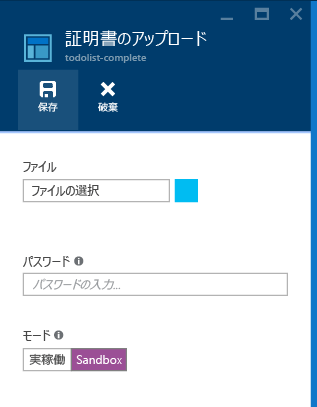 証明書のアップロード
todolist-complete
保存
破棄
ファイル
ファイルの選択
パスワード
パスワードの入力...
モード
実稼働
Sandbox